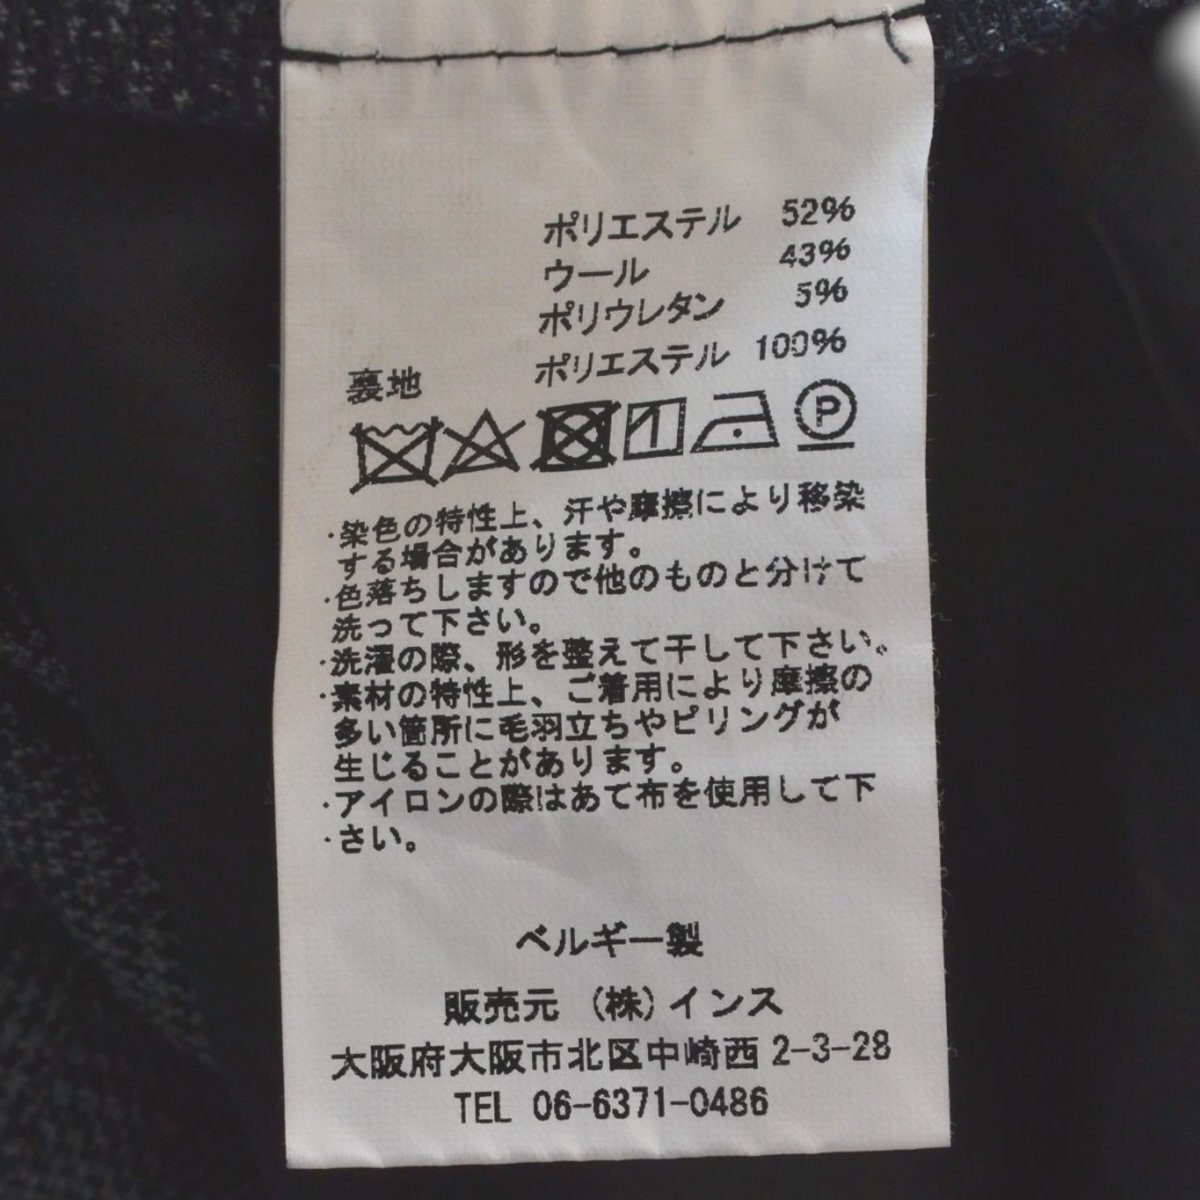 ポリエステル 52%
ウール 43%
ポリウレタン 5%
裏地 ポリエステル 100%
P
・染色の特性上、汗や摩擦により移染
する場合があります。
・色落ちしますので他のものと分けて
洗って下さい。
・洗濯の際、形を整えて干して下さい。
・素材の特性上、ご着用により摩擦の
多い箇所に毛羽立ちやピリングが
生じることがあります。
・アイロンの際はあて布を使用して下
・さい。
ベルギー製
販売元 (株)インス
大阪府大阪市北区中崎西 2-3-28
TEL 06-6371-0486